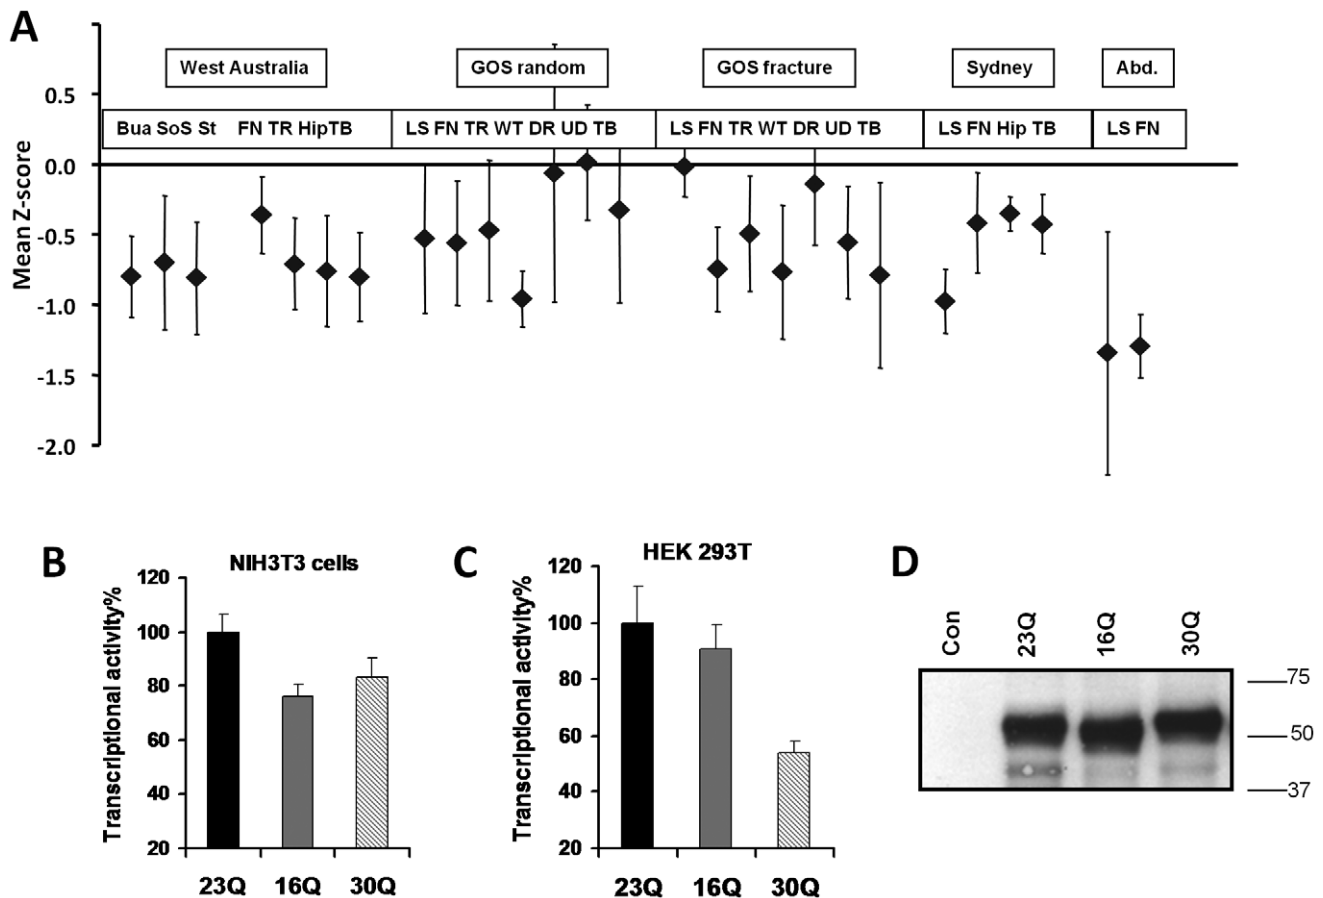 A
West Australia GOS random GOS fracture Sydney Abd.
0.5
Bua SoS St FN TR HipTB LS FN TR WT DR UD TB LS FN TR WT DR UD TB LS FN Hip TB LS FN
0.0
-0.5
-1.0
-1.5
-2.0
Mean Z-score
B
NIH3T3 cells
Transcriptional activity%
120
100
80
60
40
20
23Q 16Q 30Q
C
HEK 293T
Transcriptional activity%
120
100
80
60
40
20
23Q 16Q 30Q
D
Con 23Q 16Q 30Q
75
50
37